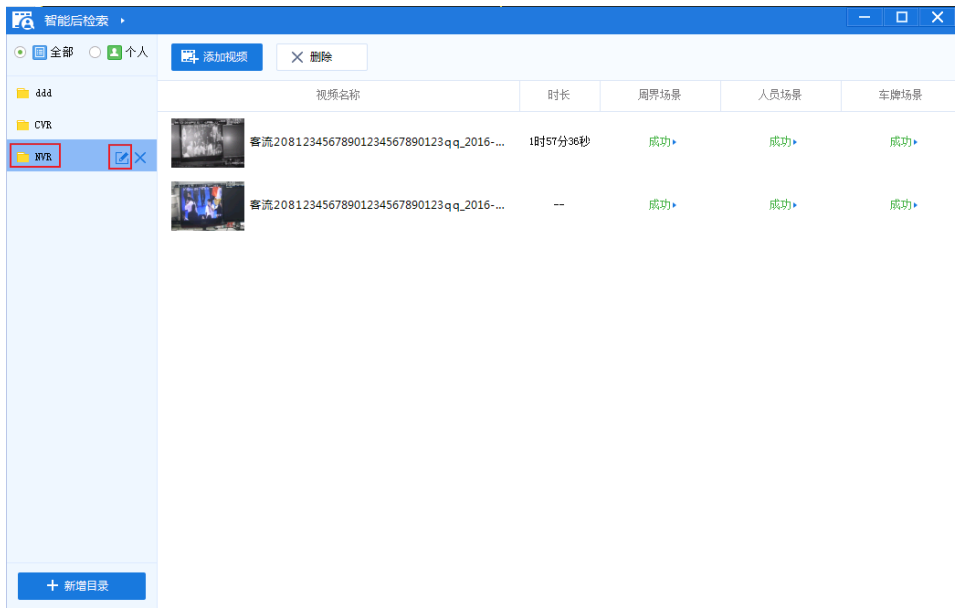 智能后检索
全部 个人 添加视频 删除
ddd
CVR
NVR
视频名称 时长 周界场景 人员场景 车牌场景
客流20812345678901234567890123qq_2016-... 1时57分36秒 成功 成功 成功
客流20812345678901234567890123qq_2016-... -- 成功 成功 成功
新增目录